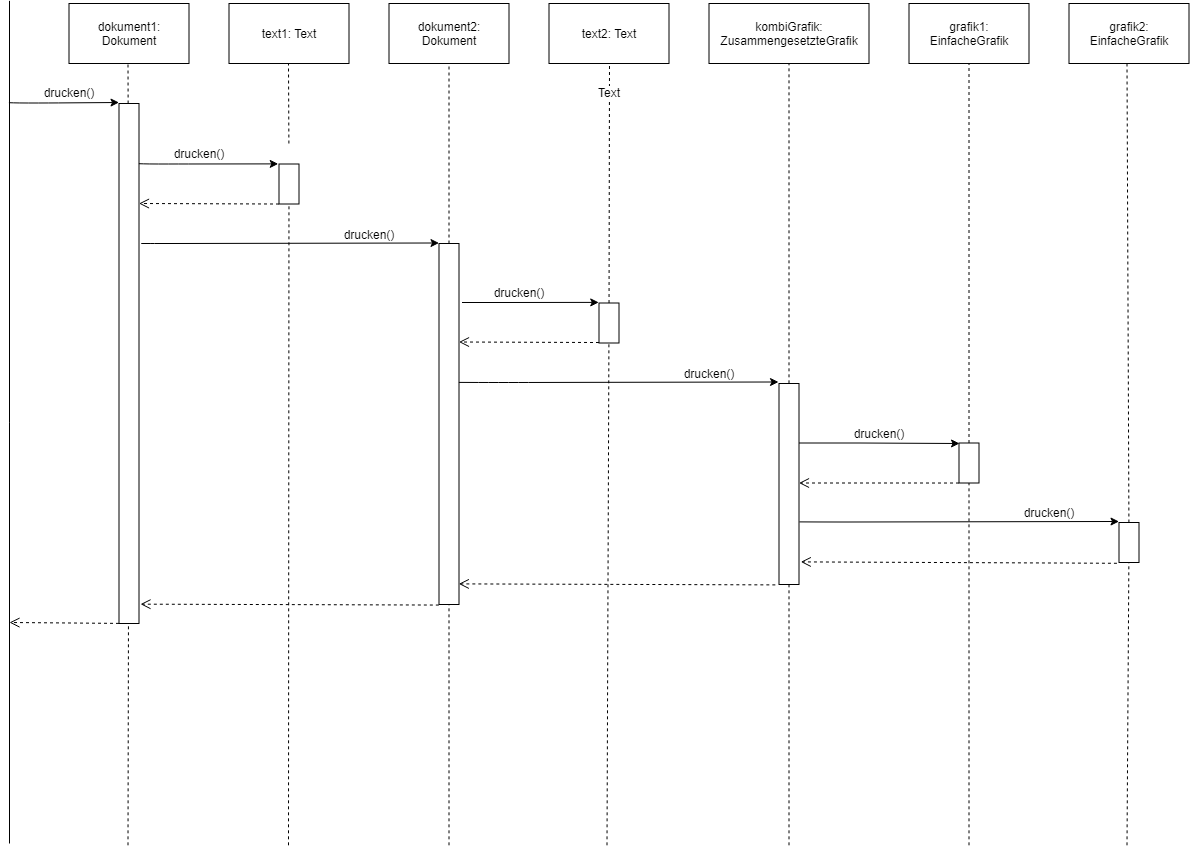 dokument1:
Dokument
text1: Text
dokument2:
Dokument
text2: Text
kombiGrafik:
ZusammengesetzteGrafik
grafik1:
EinfacheGrafik
grafik2:
EinfacheGrafik
Text
drucken()
drucken()
drucken()
drucken()
drucken()
drucken()
drucken()